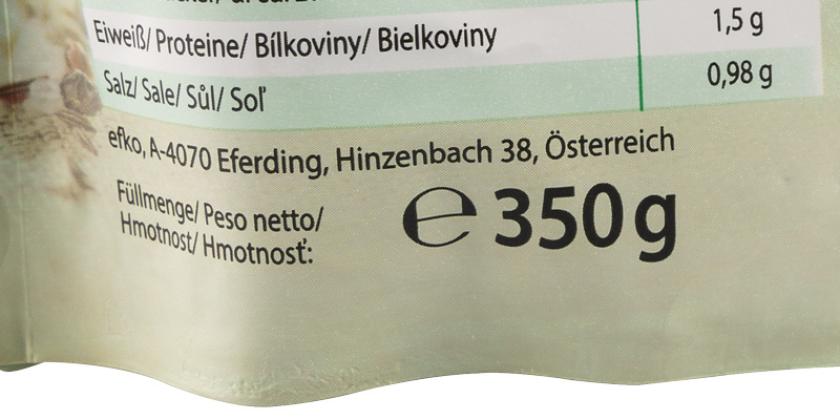 Eiweiß/ Proteine/ Bílkoviny/ Bielkoviny 1,5 g
Salz/ Sale/ Sůl/ Soľ 0,98 g
efko, A-4070 Eferding, Hinzenbach 38, Österreich
Füllmenge/ Peso netto/
Hmotnost/ Hmotnosť:
℮ 350 g